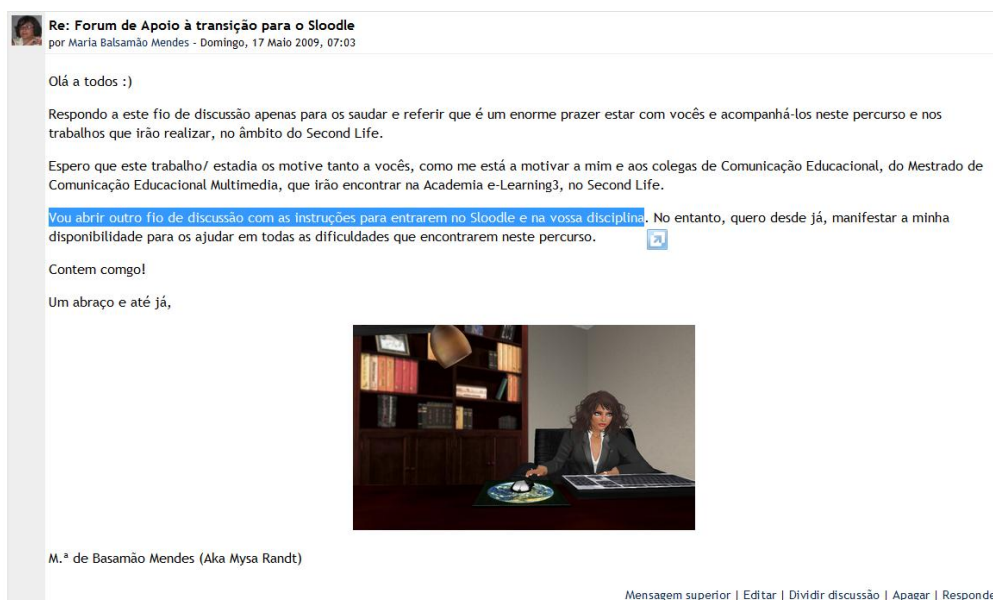 Re: Forum de Apoio à transição para o Sloodle
por Maria Balsamão Mendes - Domingo, 17 Maio 2009, 07:03
Olá a todos :)
Respondo a este fio de discussão apenas para os saudar e referir que é um enorme prazer estar com vocês e acompanhá-los neste percurso e nos
trabalhos que irão realizar, no âmbito do Second Life.
Espero que este trabalho/ estadia os motive tanto a vocês, como me está a motivar a mim e aos colegas de Comunicação Educacional, do Mestrado de
Comunicação Educacional Multimedia, que irão encontrar na Academia e-Learning3, no Second Life.
Vou abrir outro fio de discussão com as instruções para entrarem no Sloodle e na vossa disciplina. No entanto, quero desde já, manifestar a minha
disponibilidade para os ajudar em todas as dificuldades que encontrarem neste percurso.
Contem comgo!
Um abraço e até já,
M.ª de Basamão Mendes (Aka Mysa Randt)
Mensagem superior | Editar | Dividir discussão | Apagar | Responde